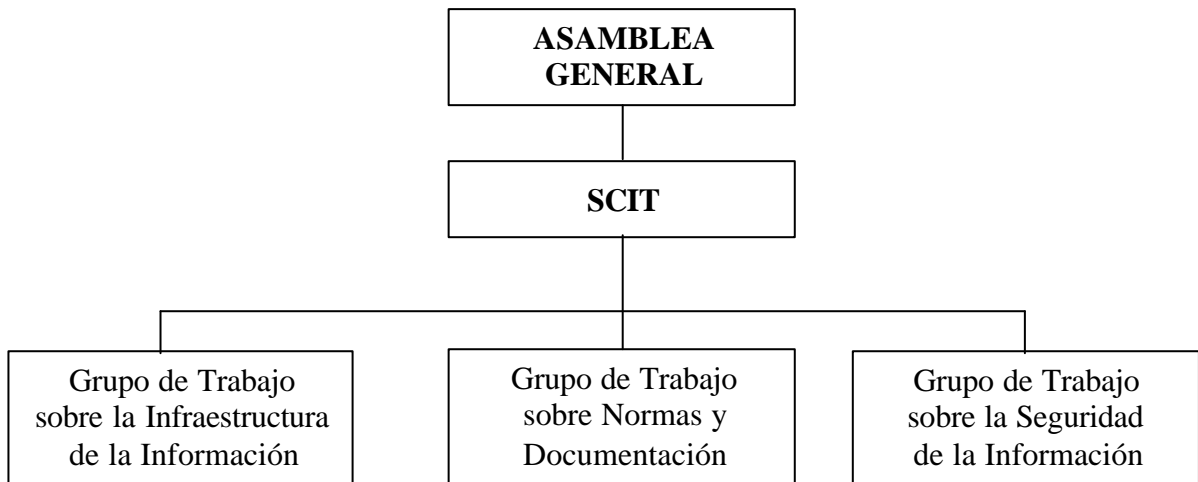 ASAMBLEA
GENERAL
SCIT
Grupo de Trabajo
sobre la Infraestructura
de la Información
Grupo de Trabajo
sobre Normas y
Documentación
Grupo de Trabajo
sobre la Seguridad
de la Información